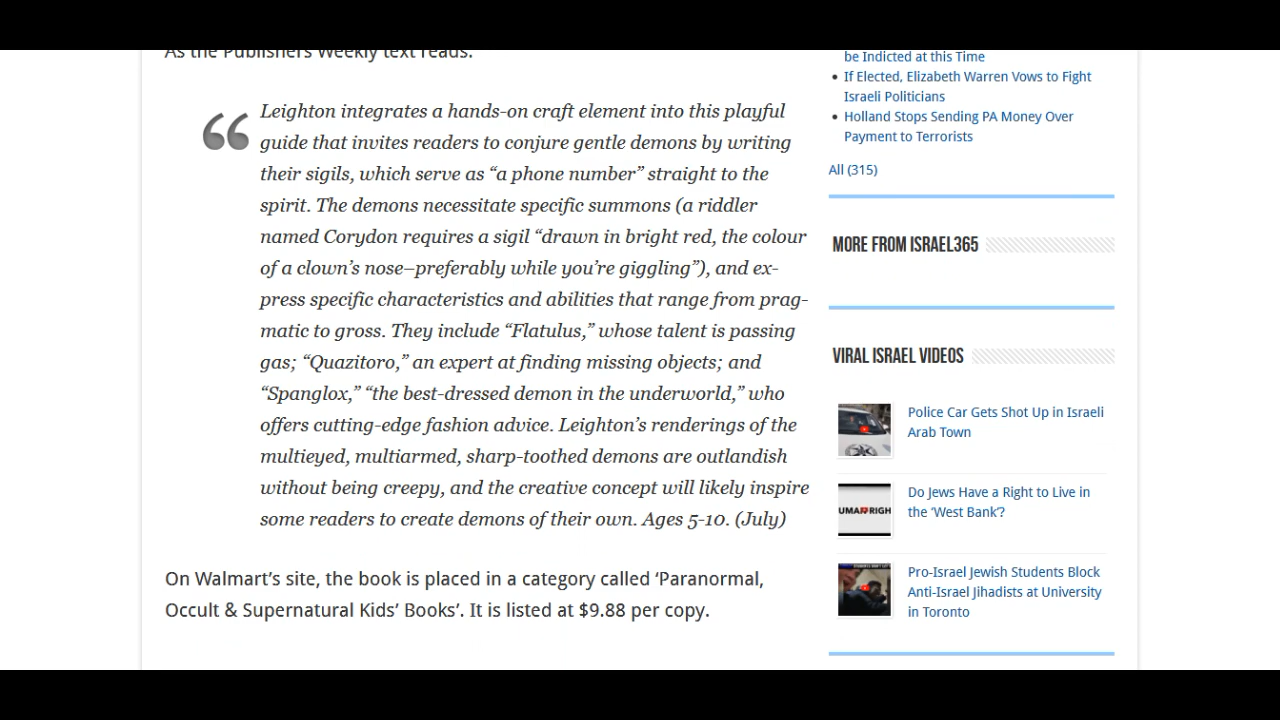 As the Publishers Weekly text reads:
Leighton integrates a hands-on craft element into this playful
guide that invites readers to conjure gentle demons by writing
their sigils, which serve as “a phone number” straight to the
spirit. The demons necessitate specific summons (a riddler
named Corydon requires a sigil “drawn in bright red, the colour
of a clown’s nose–preferably while you’re giggling”), and ex-
press specific characteristics and abilities that range from prag-
matic to gross. They include “Flatulus,” whose talent is passing
gas; “Quazitoro,” an expert at finding missing objects; and
“Spanglox,” “the best-dressed demon in the underworld,” who
offers cutting-edge fashion advice. Leighton’s renderings of the
multieyed, multiarmed, sharp-toothed demons are outlandish
without being creepy, and the creative concept will likely inspire
some readers to create demons of their own. Ages 5-10. (July)
On Walmart’s site, the book is placed in a category called ‘Paranormal,
Occult & Supernatural Kids’ Books’. It is listed at $9.88 per copy.
be Indicted at this Time
If Elected, Elizabeth Warren Vows to Fight
Israeli Politicians
Holland Stops Sending PA Money Over
Payment to Terrorists
All (315)
MORE FROM ISRAEL365
VIRAL ISRAEL VIDEOS
Police Car Gets Shot Up in Israeli
Arab Town
UMAN RIGH
Do Jews Have a Right to Live in
the ‘West Bank’?
Pro-Israel Jewish Students Block
Anti-Israel Jihadists at University
in Toronto